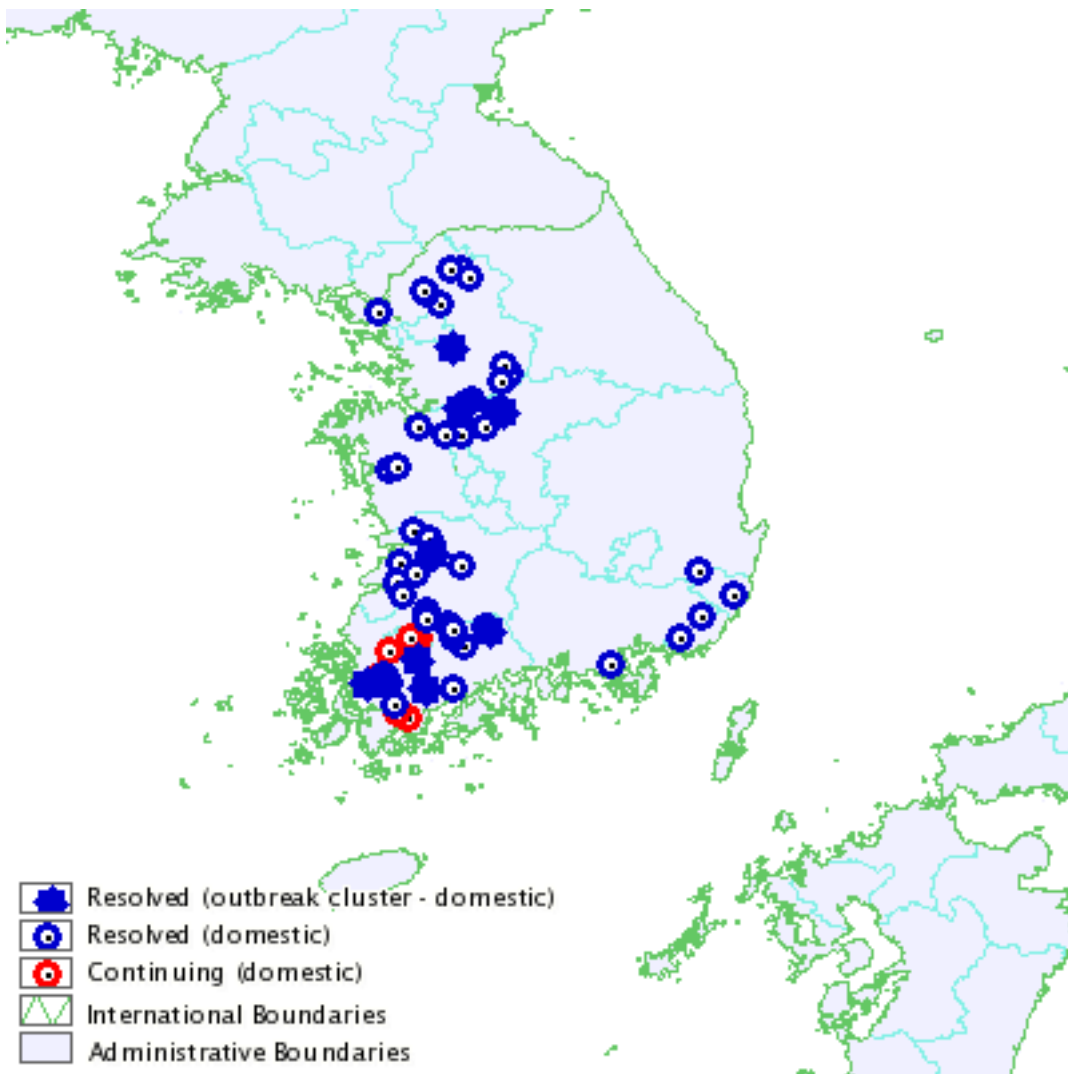 Resolved (outbreak cluster - domestic)
Resolved (domestic)
Continuing (domestic)
International Boundaries
Administrative Boundaries